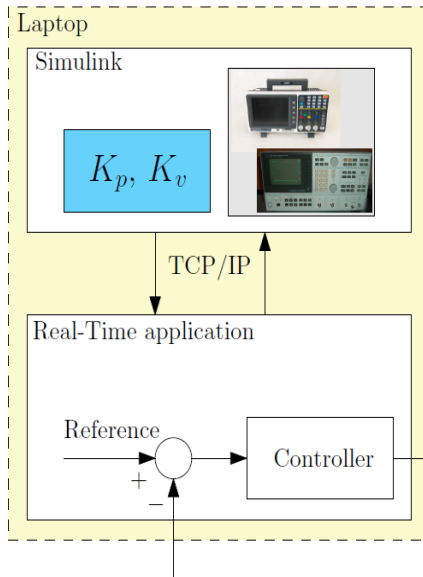 Laptop
Simulink
Kp, Kv
TCP/IP
Real-Time application
Reference
+
−
Controller